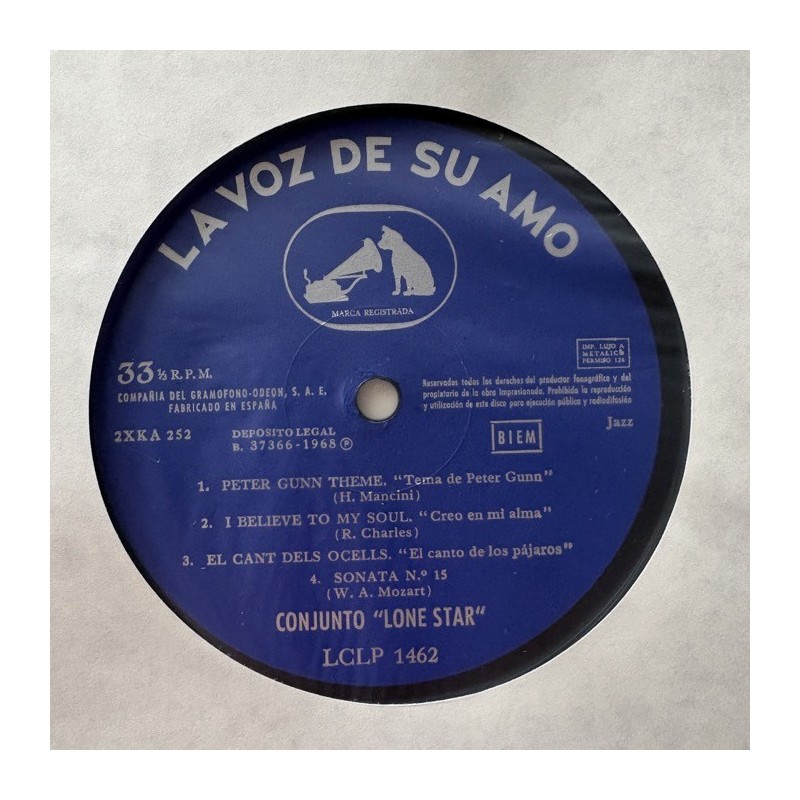 LA VOZ DE SU AMO
MARCA REGISTRADA
33 ⅓ R.P.M.
COMPAÑIA DEL GRAMOFONO-ODEON, S. A. E.
FABRICADO EN ESPAÑA
2XKA 252
DEPOSITO LEGAL
B. 37366-1968 Ⓟ
IMP. LUJO A
METALICO
PERMISO 124
Reservados todos los derechos del productor fonográfico y del
propietario de la obra impresionada. Prohibida la reproducción
y utilización de este disco para ejecución pública y radiodifusión
BIEM
Jazz
1. PETER GUNN THEME. "Tema de Peter Gunn"
(H. Mancini)
2. I BELIEVE TO MY SOUL. "Creo en mi alma"
(R. Charles)
3. EL CANT DELS OCELLS. "El canto de los pájaros"
4. SONATA N.º 15
(W. A. Mozart)
CONJUNTO "LONE STAR"
LCLP 1462